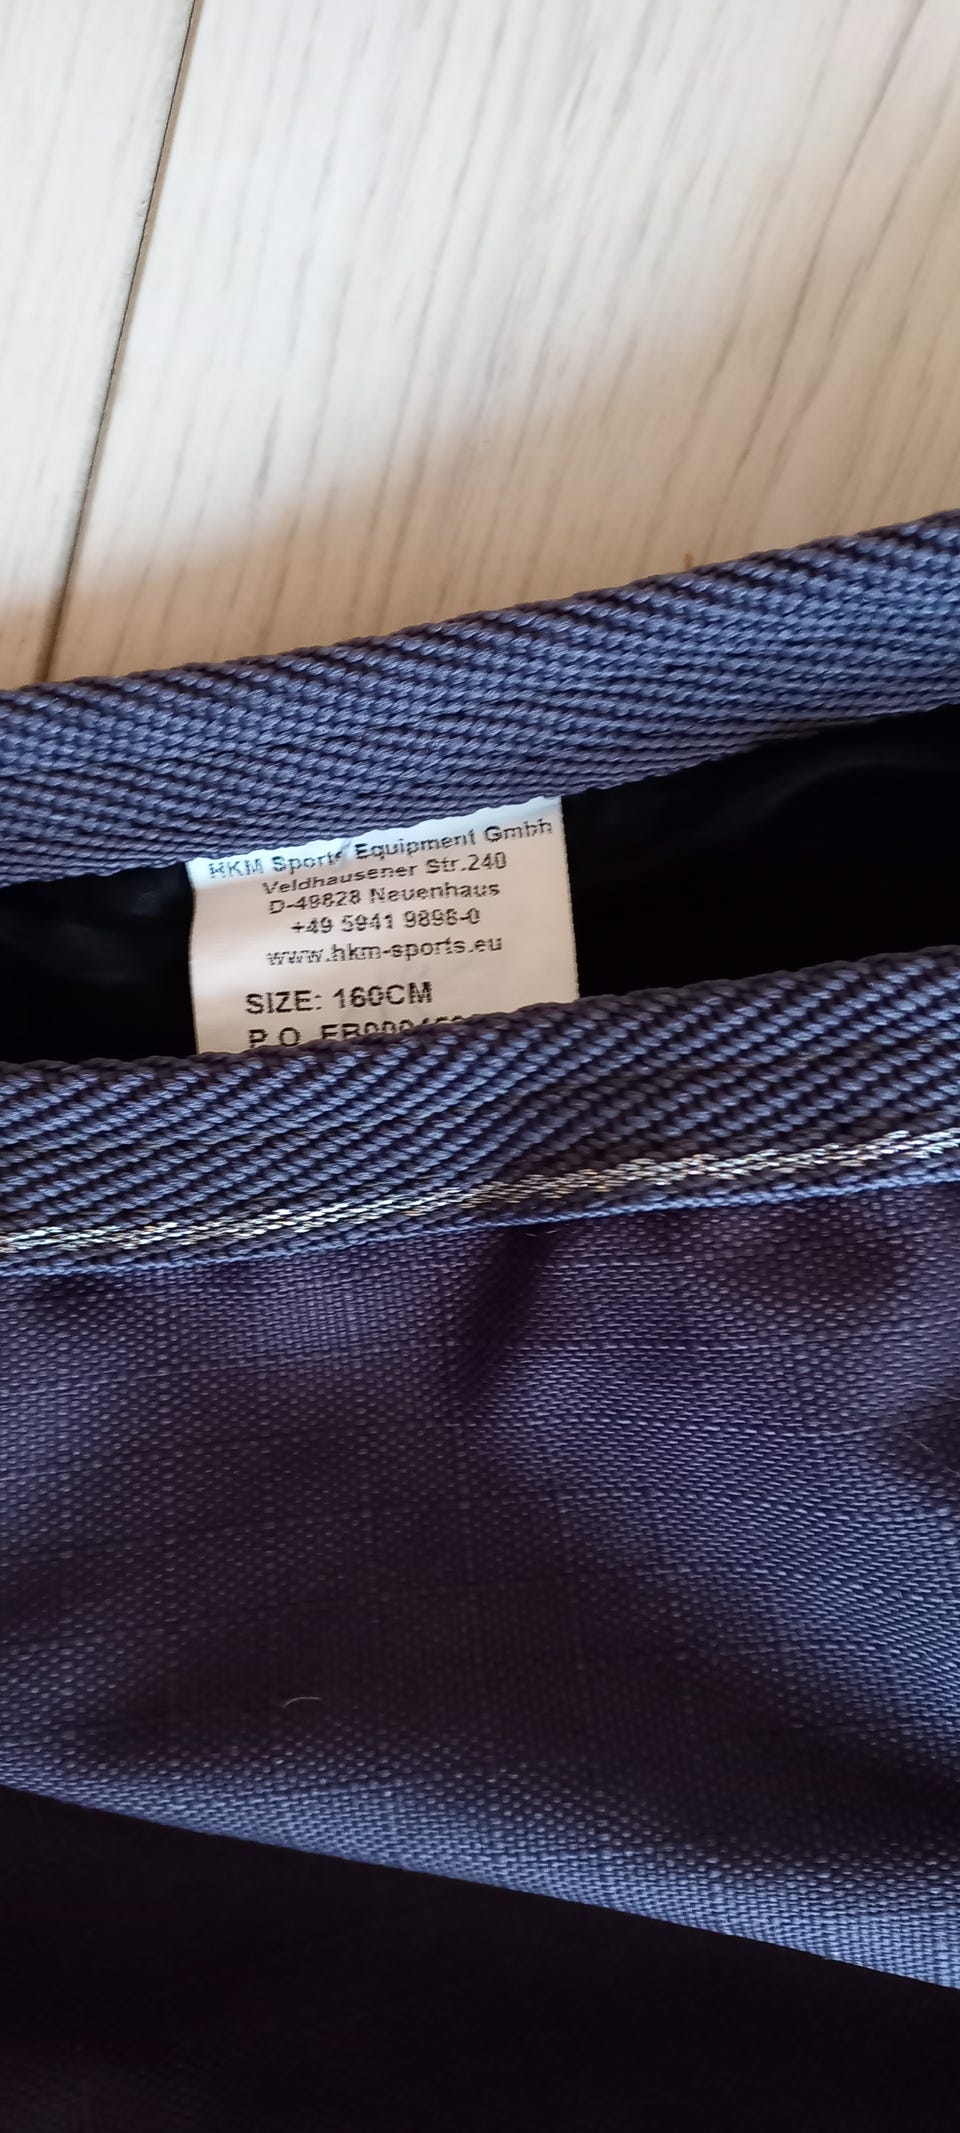 HKM Sports Equipment Gmbh
Veldhausener Str.240
D-49828 Neuenhaus
+49 5941 9896-0
www.hkm-sports.eu
SIZE: 160CM
P.O.